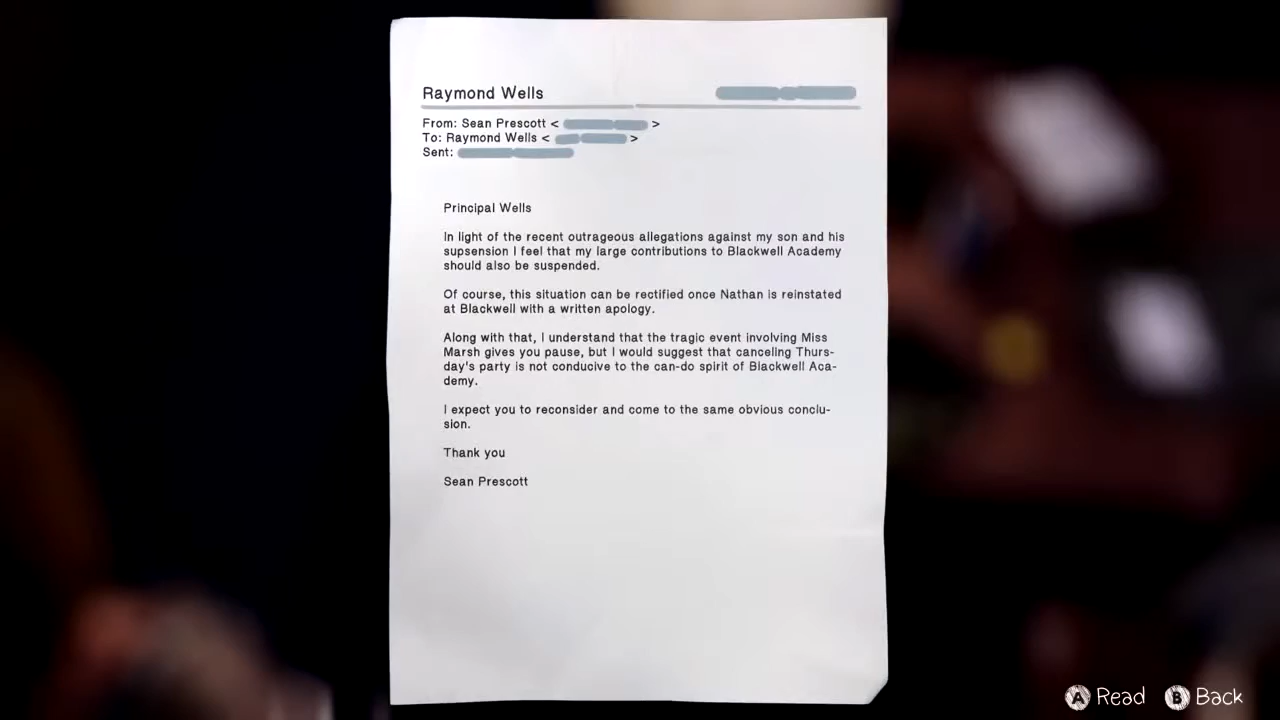 Raymond Wells
From: Sean Prescott < >
To: Raymond Wells < >
Sent:
Principal Wells
In light of the recent outrageous allegations against my son and his
supsension I feel that my large contributions to Blackwell Academy
should also be suspended.
Of course, this situation can be rectified once Nathan is reinstated
at Blackwell with a written apology.
Along with that, I understand that the tragic event involving Miss
Marsh gives you pause, but I would suggest that canceling Thurs-
day's party is not conducive to the can-do spirit of Blackwell Aca-
demy.
I expect you to reconsider and come to the same obvious conclu-
sion.
Thank you
Sean Prescott
A Read B Back